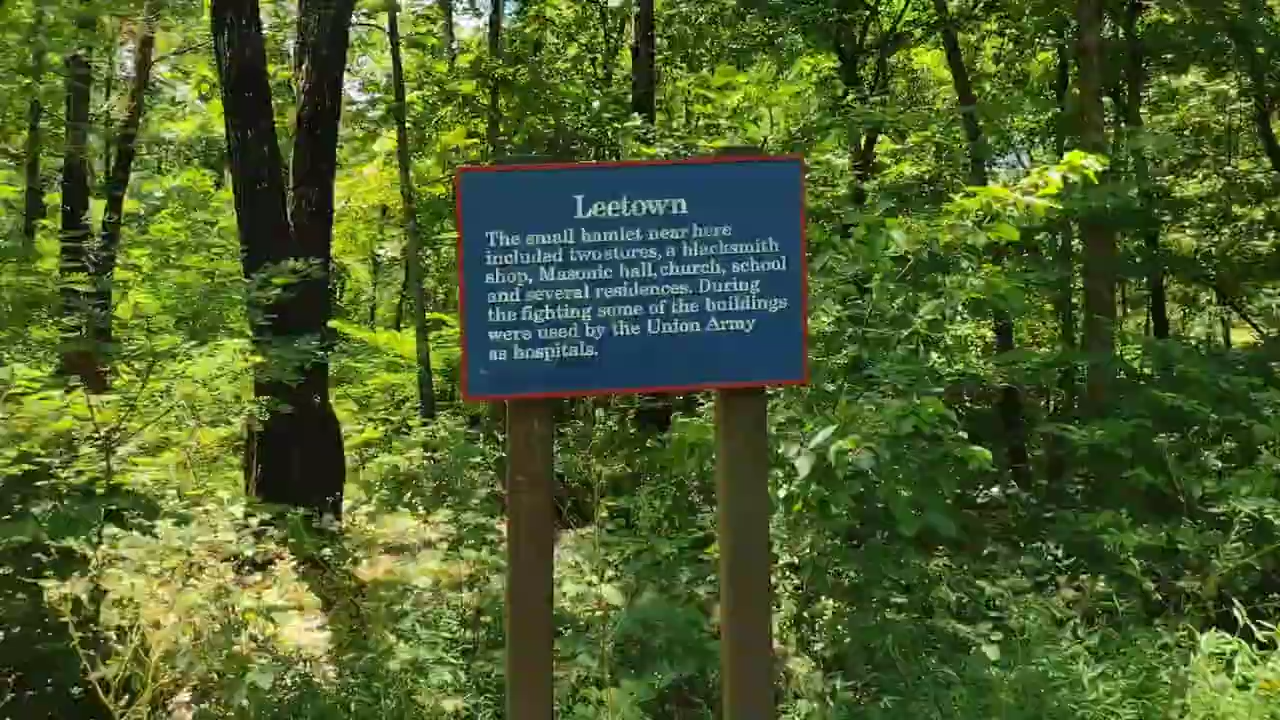 Leetown
The small hamlet near here
included two stores, a blacksmith
shop, Masonic hall, church, school
and several residences. During
the fighting some of the buildings
were used by the Union Army
as hospitals.